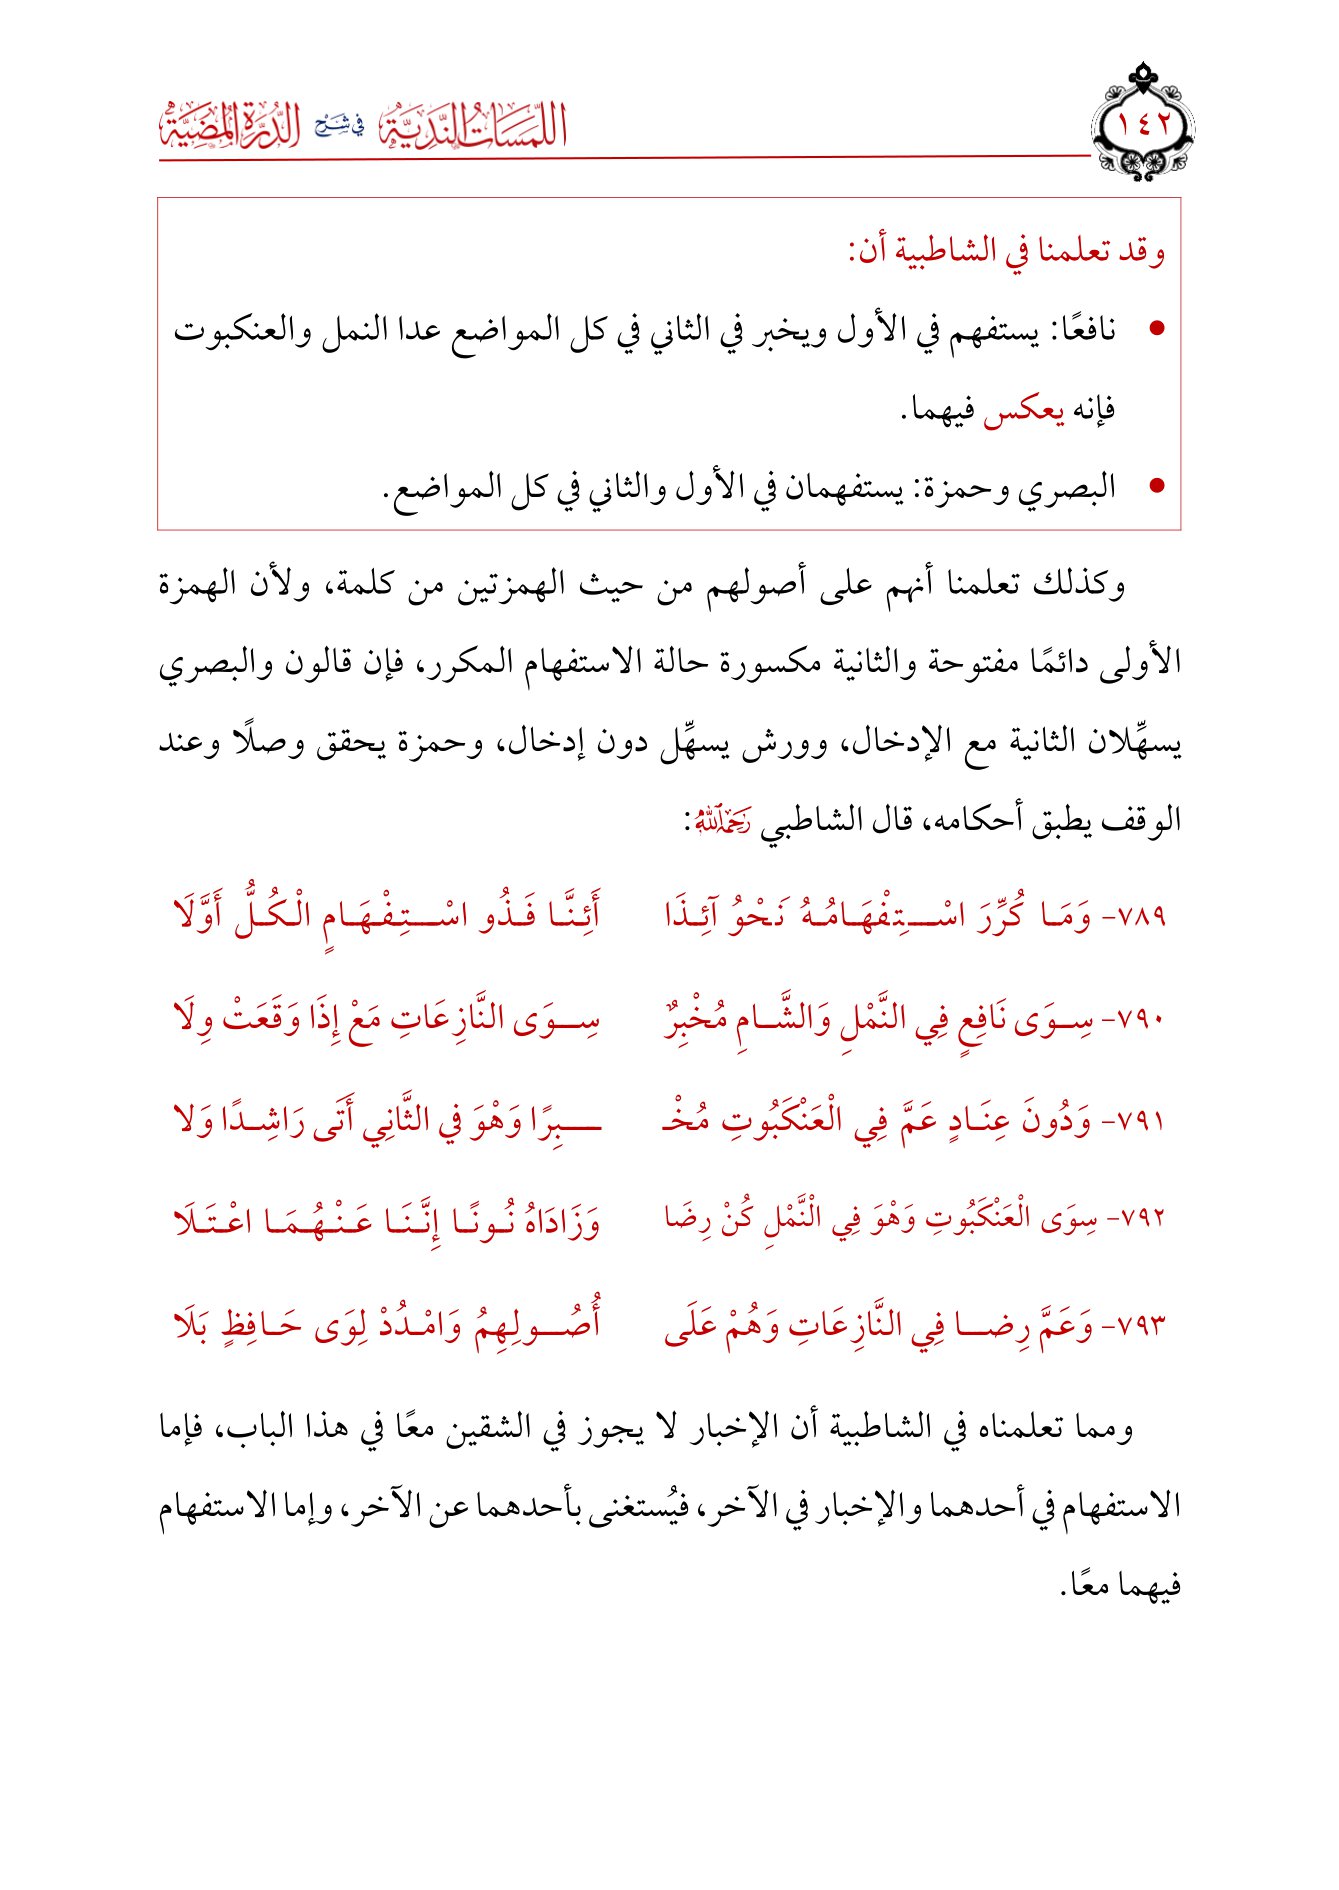 اللمسات الندية في شرح الدرة المضية
١٤٢
وقد تعلمنا في الشاطبية أن:
• نافعًا: يستفهم في الأول ويخبر في الثاني في كل المواضع عدا النمل والعنكبوت
فإنه يعكس فيهما.
• البصري وحمزة: يستفهمان في الأول والثاني في كل المواضع.
وكذلك تعلمنا أنهم على أصولهم من حيث الهمزتين من كلمة، ولأن الهمزة
الأولى دائمًا مفتوحة والثانية مكسورة حالة الاستفهام المكرر، فإن قالون والبصري
يسهِّلان الثانية مع الإدخال، وورش يسهِّل دون إدخال، وحمزة يحقق وصلًا وعند
الوقف يطبق أحكامه، قال الشاطبي رَحِمَهُ اللَّهُ:
٧٨٩- وَمَا كُرِّرَ اسْتِفْهَامُهُ نَحْوُ آئِذَا أَئِنَّا فَذُو اسْتِفْهَامٍ الْكُلُّ أَوَّلَا
٧٩٠- سِوَى نَافِعٍ فِي النَّمْلِ وَالشَّامِ مُخْبِرٌ سِوَى النَّازِعَاتِ مَعْ إِذَا وَقَعَتْ وِلَا
٧٩١- وَدُونَ عِنَادٍ عَمَّ فِي الْعَنْكَبُوتِ مُخْـ ـبِرًا وَهْوَ فِي الثَّانِي أَتَى رَاشِدًا وَلا
٧٩٢- سِوَى الْعَنْكَبُوتِ وَهْوَ فِي الْنَّمْلِ كُنْ رِضَا وَزَادَاهُ نُونًا إِنَّنَا عَنْهُمَا اعْتَلَا
٧٩٣- وَعَمَّ رِضا فِي النَّازِعَاتِ وَهُمْ عَلَى أُصُولِهِمُ وَامْدُدْ لِوَى حَافِظٍ بَلَا
ومما تعلمناه في الشاطبية أن الإخبار لا يجوز في الشقين معًا في هذا الباب، فإما
الاستفهام في أحدهما والإخبار في الآخر، فيُستغنى بأحدهما عن الآخر، وإما الاستفهام
فيهما معًا.